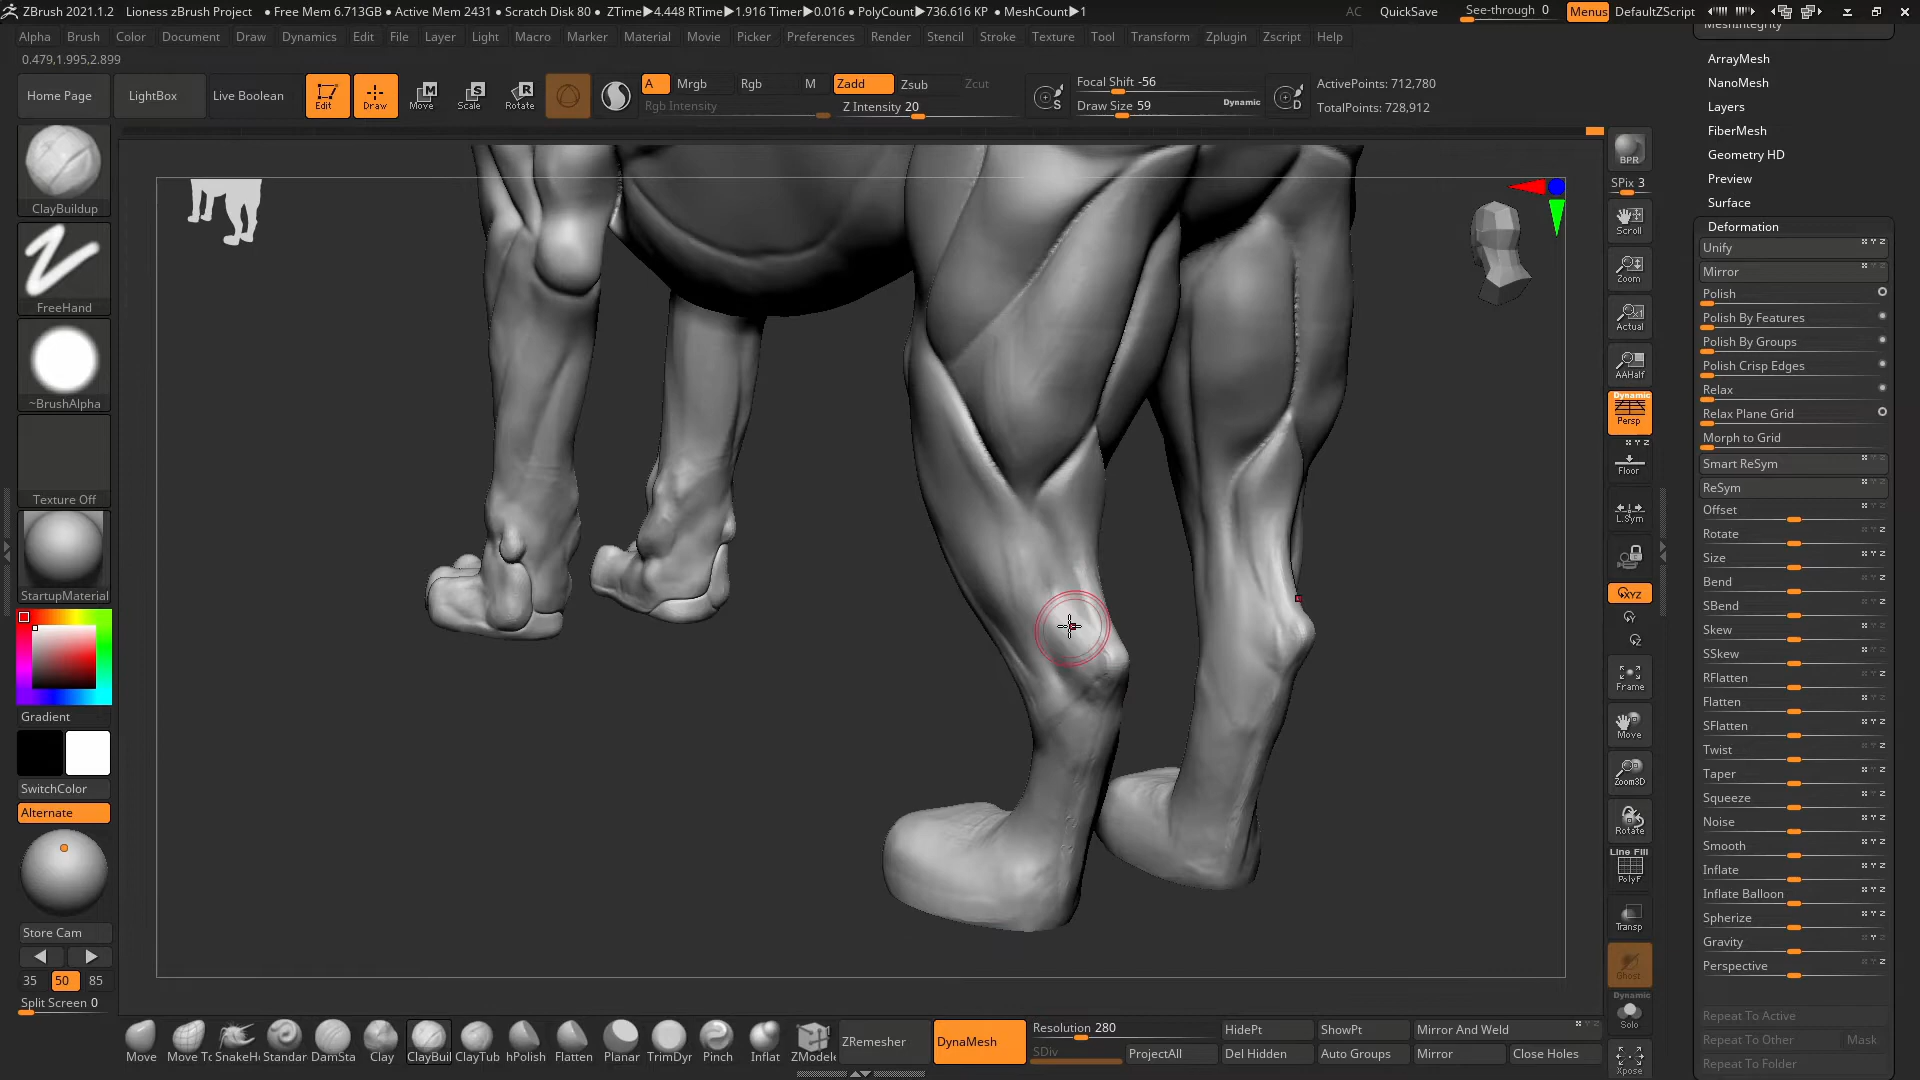 ZBrush 2021.1.2 Lioness zBrush Project • Free Mem 6.713GB • Active Mem 2431 • Scratch Disk 80 • ZTime▶4.448 RTime▶1.916 Timer▶0.016 • PolyCount▶736.616 KP • MeshCount▶1 AC QuickSave See-through 0 Menus DefaultZScript
Alpha Brush Color Document Draw Dynamics Edit File Layer Light Macro Marker Material Movie Picker Preferences Render Stencil Stroke Texture Tool Transform Zplugin Zscript Help
0.479,1.995,2.899
Home Page LightBox Live Boolean Edit Draw Move Scale Rotate
A Mrgb Rgb M Zadd Zsub Zcut
Rgb Intensity Z Intensity 20
S Focal Shift -56
Draw Size 59 Dynamic
D
ActivePoints: 712,780
TotalPoints: 728,912
ClayBuildup
FreeHand
~BrushAlpha
Texture Off
StartupMaterial
Gradient
SwitchColor
Alternate
Store Cam
35 50 85
Split Screen 0
BPR
SPix 3
Scroll
Zoom
Actual
AAHalf
Dynamic
Persp
Floor
L.Sym
XYZ
Frame
Move
Zoom3D
Rotate
Line Fill
PolyF
Transp
Ghost
Dynamic
Solo
Xpose
MeshIntegrity
ArrayMesh
NanoMesh
Layers
FiberMesh
Geometry HD
Preview
Surface
Deformation
Unify
Mirror
Polish
Polish By Features
Polish By Groups
Polish Crisp Edges
Relax
Relax Plane Grid
Morph to Grid
Smart ReSym
ReSym
Offset
Rotate
Size
Bend
SBend
Skew
SSkew
RFlatten
Flatten
SFlatten
Twist
Taper
Squeeze
Noise
Smooth
Inflate
Inflate Balloon
Spherize
Gravity
Perspective
Repeat To Active
Repeat To Other Mask
Repeat To Folder
Move Move To SnakeH Standar DamSta Clay ClayBuil ClayTub hPolish Flatten Planar TrimDyr Pinch Inflat ZModele
ZRemesher DynaMesh Resolution 280
SDiv ProjectAll
HidePt ShowPt Mirror And Weld
Del Hidden Auto Groups Mirror Close Holes